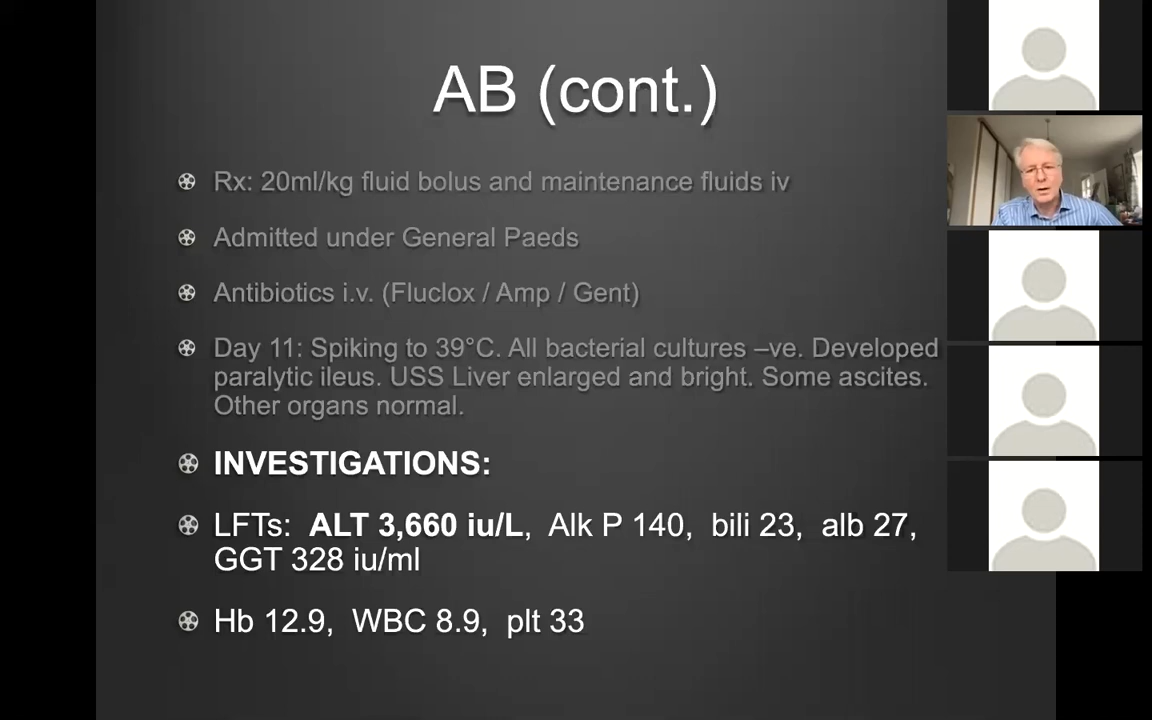 AB (cont.)
Rx: 20ml/kg fluid bolus and maintenance fluids iv
Admitted under General Paeds
Antibiotics i.v. (Fluclox / Amp / Gent)
Day 11: Spiking to 39°C. All bacterial cultures –ve. Developed
paralytic ileus. USS Liver enlarged and bright. Some ascites.
Other organs normal.
INVESTIGATIONS:
LFTs: ALT 3,660 iu/L, Alk P 140, bili 23, alb 27,
GGT 328 iu/ml
Hb 12.9, WBC 8.9, plt 33